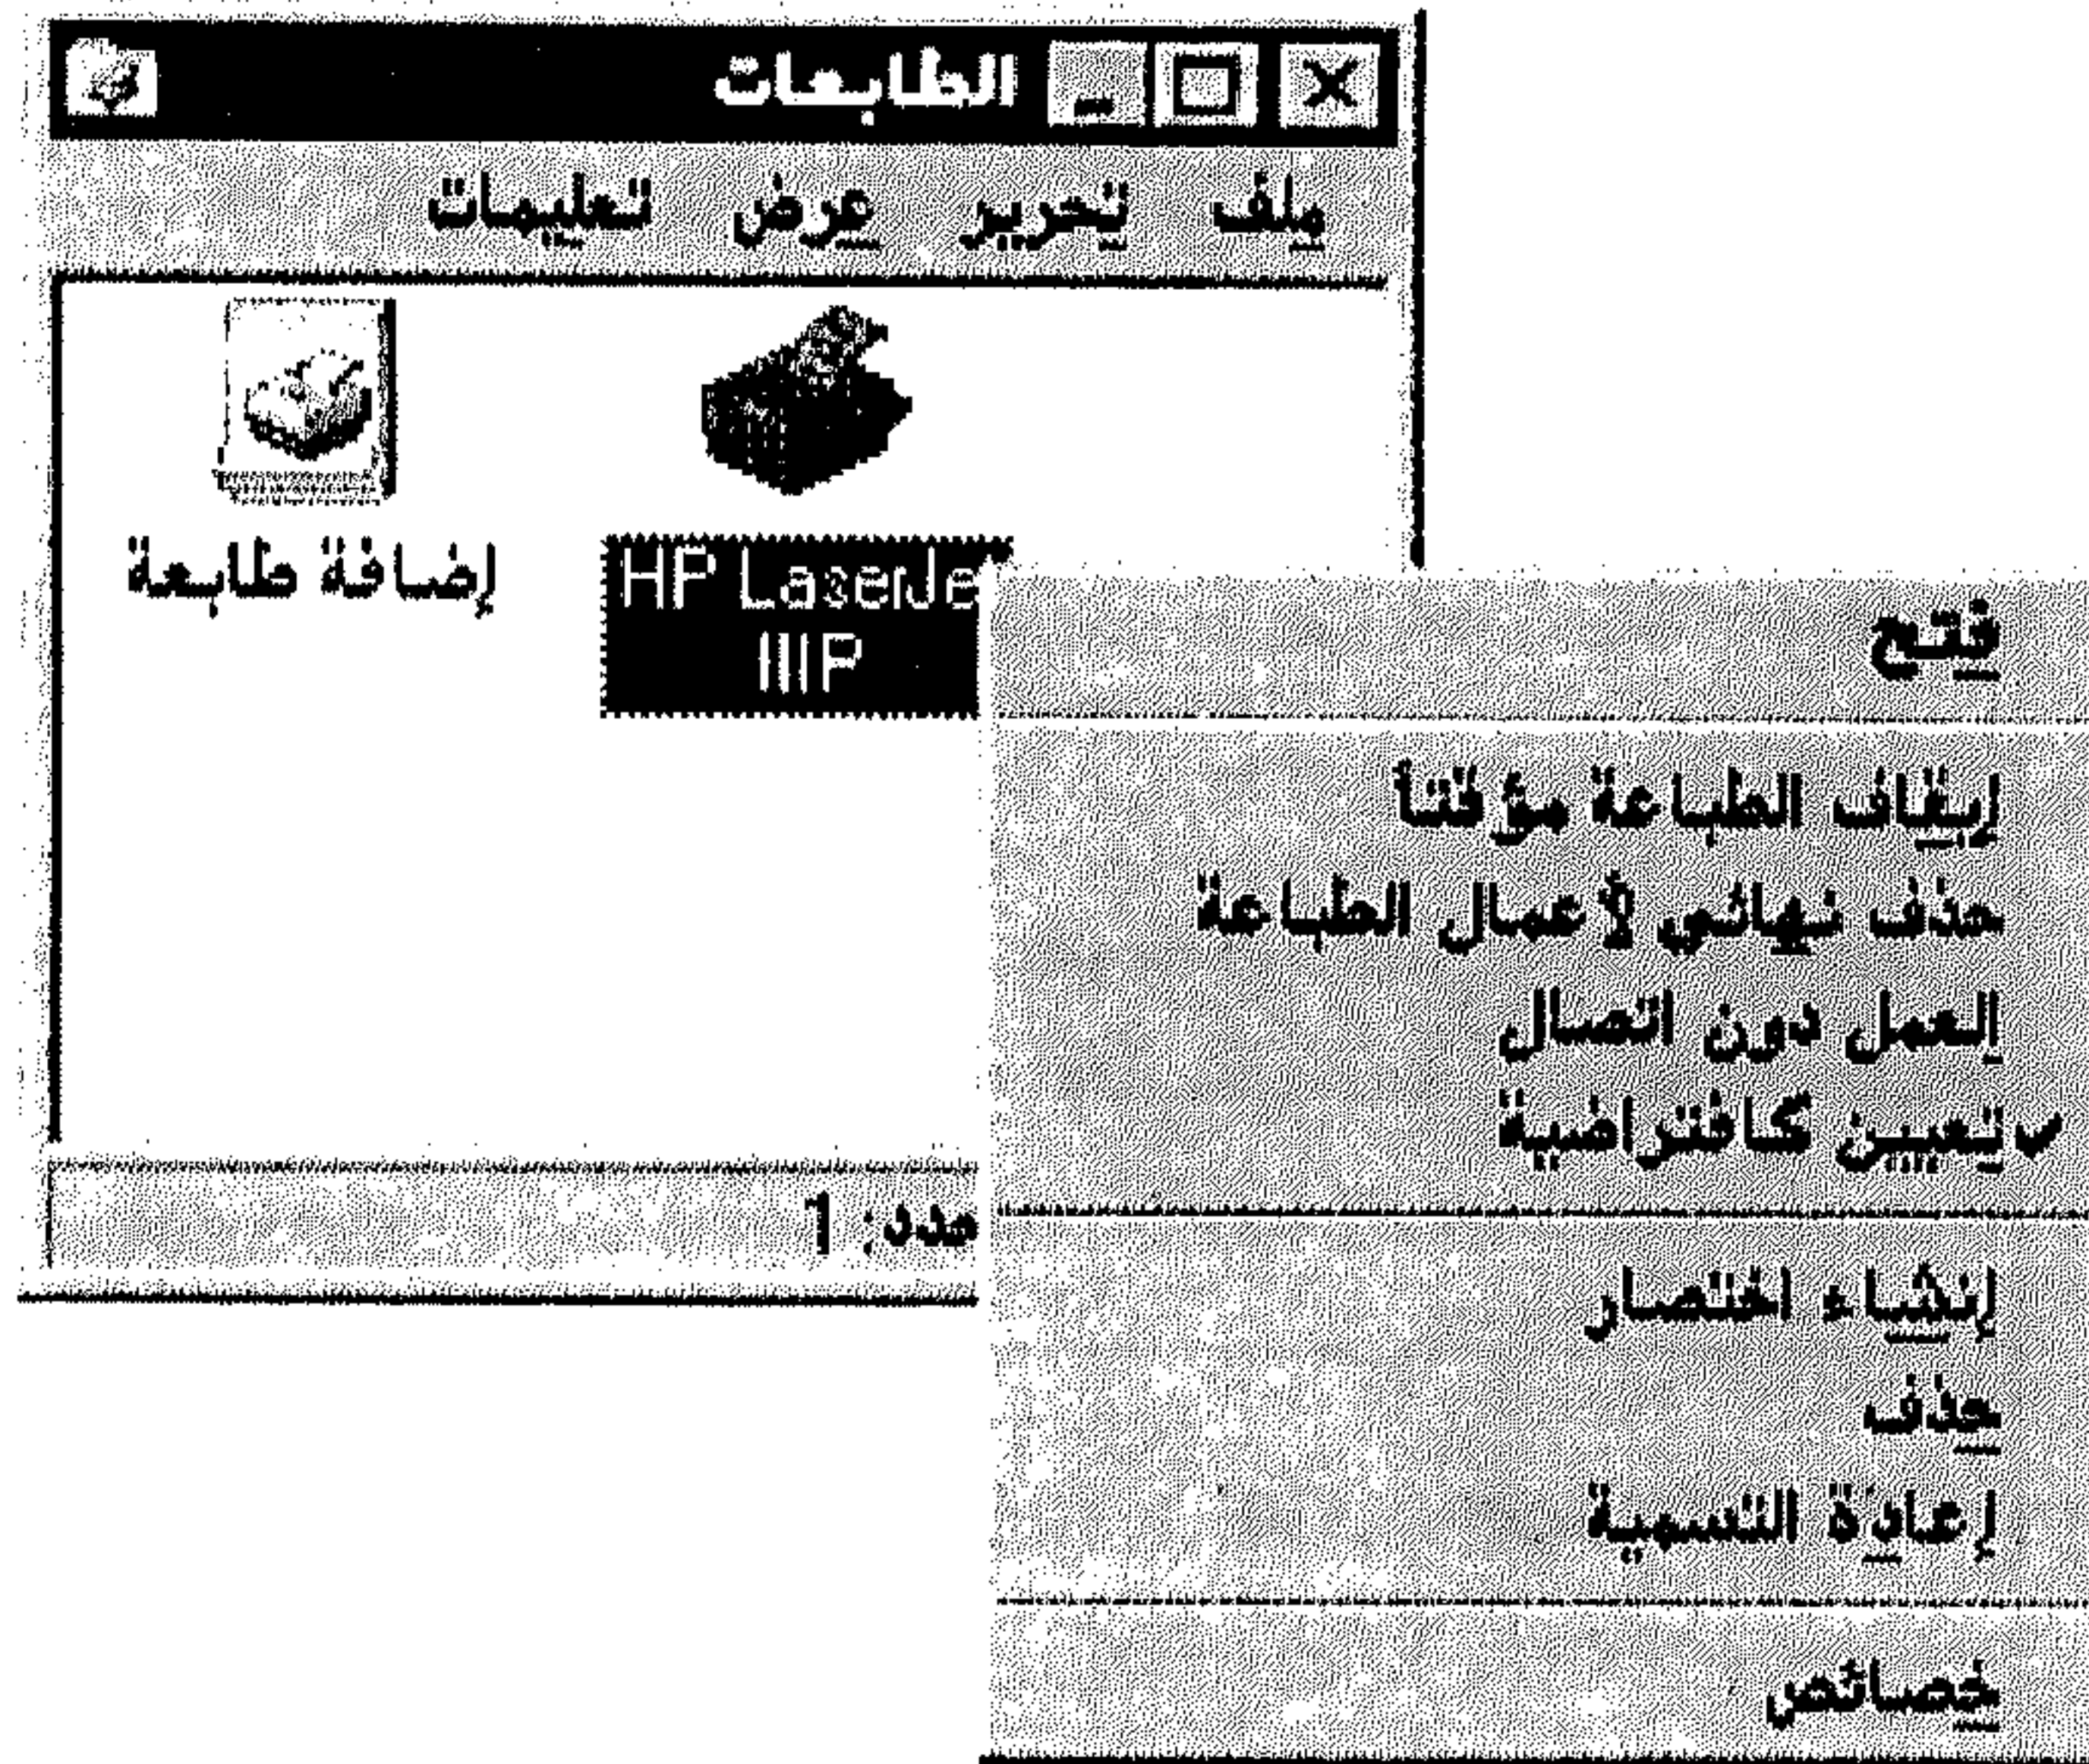 الطابعات
ملف تحرير عرض تعليمات
إضافة طابعة
HP LaserJe
IIIP
فتح
إيقاف الطباعة مؤقتاً
حذف نهائي لأعمال الطباعة
العمل دون اتصال
✓ تعيين كافتراضية
إنشاء اختصار
حذف
إعادة التسمية
خصائص
حدد: 1